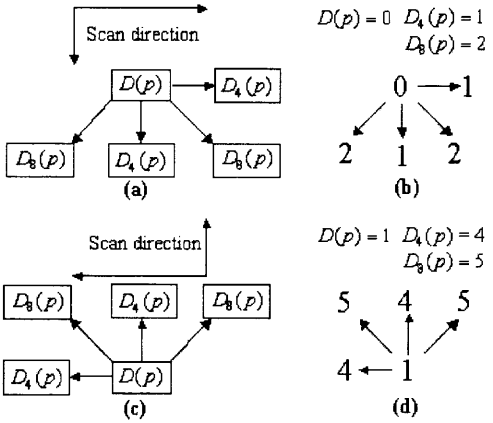 Scan direction
D(p)
D₄(p)
D₈(p)
D₄(p)
D₈(p)
(a)
D(p)=0 D₄(p)=1
D₈(p)=2
0 1
2 1 2
(b)
Scan direction
D₈(p)
D₄(p)
D₈(p)
D₄(p)
D(p)
(c)
D(p)=1 D₄(p)=4
D₈(p)=5
5 4 5
4 1
(d)